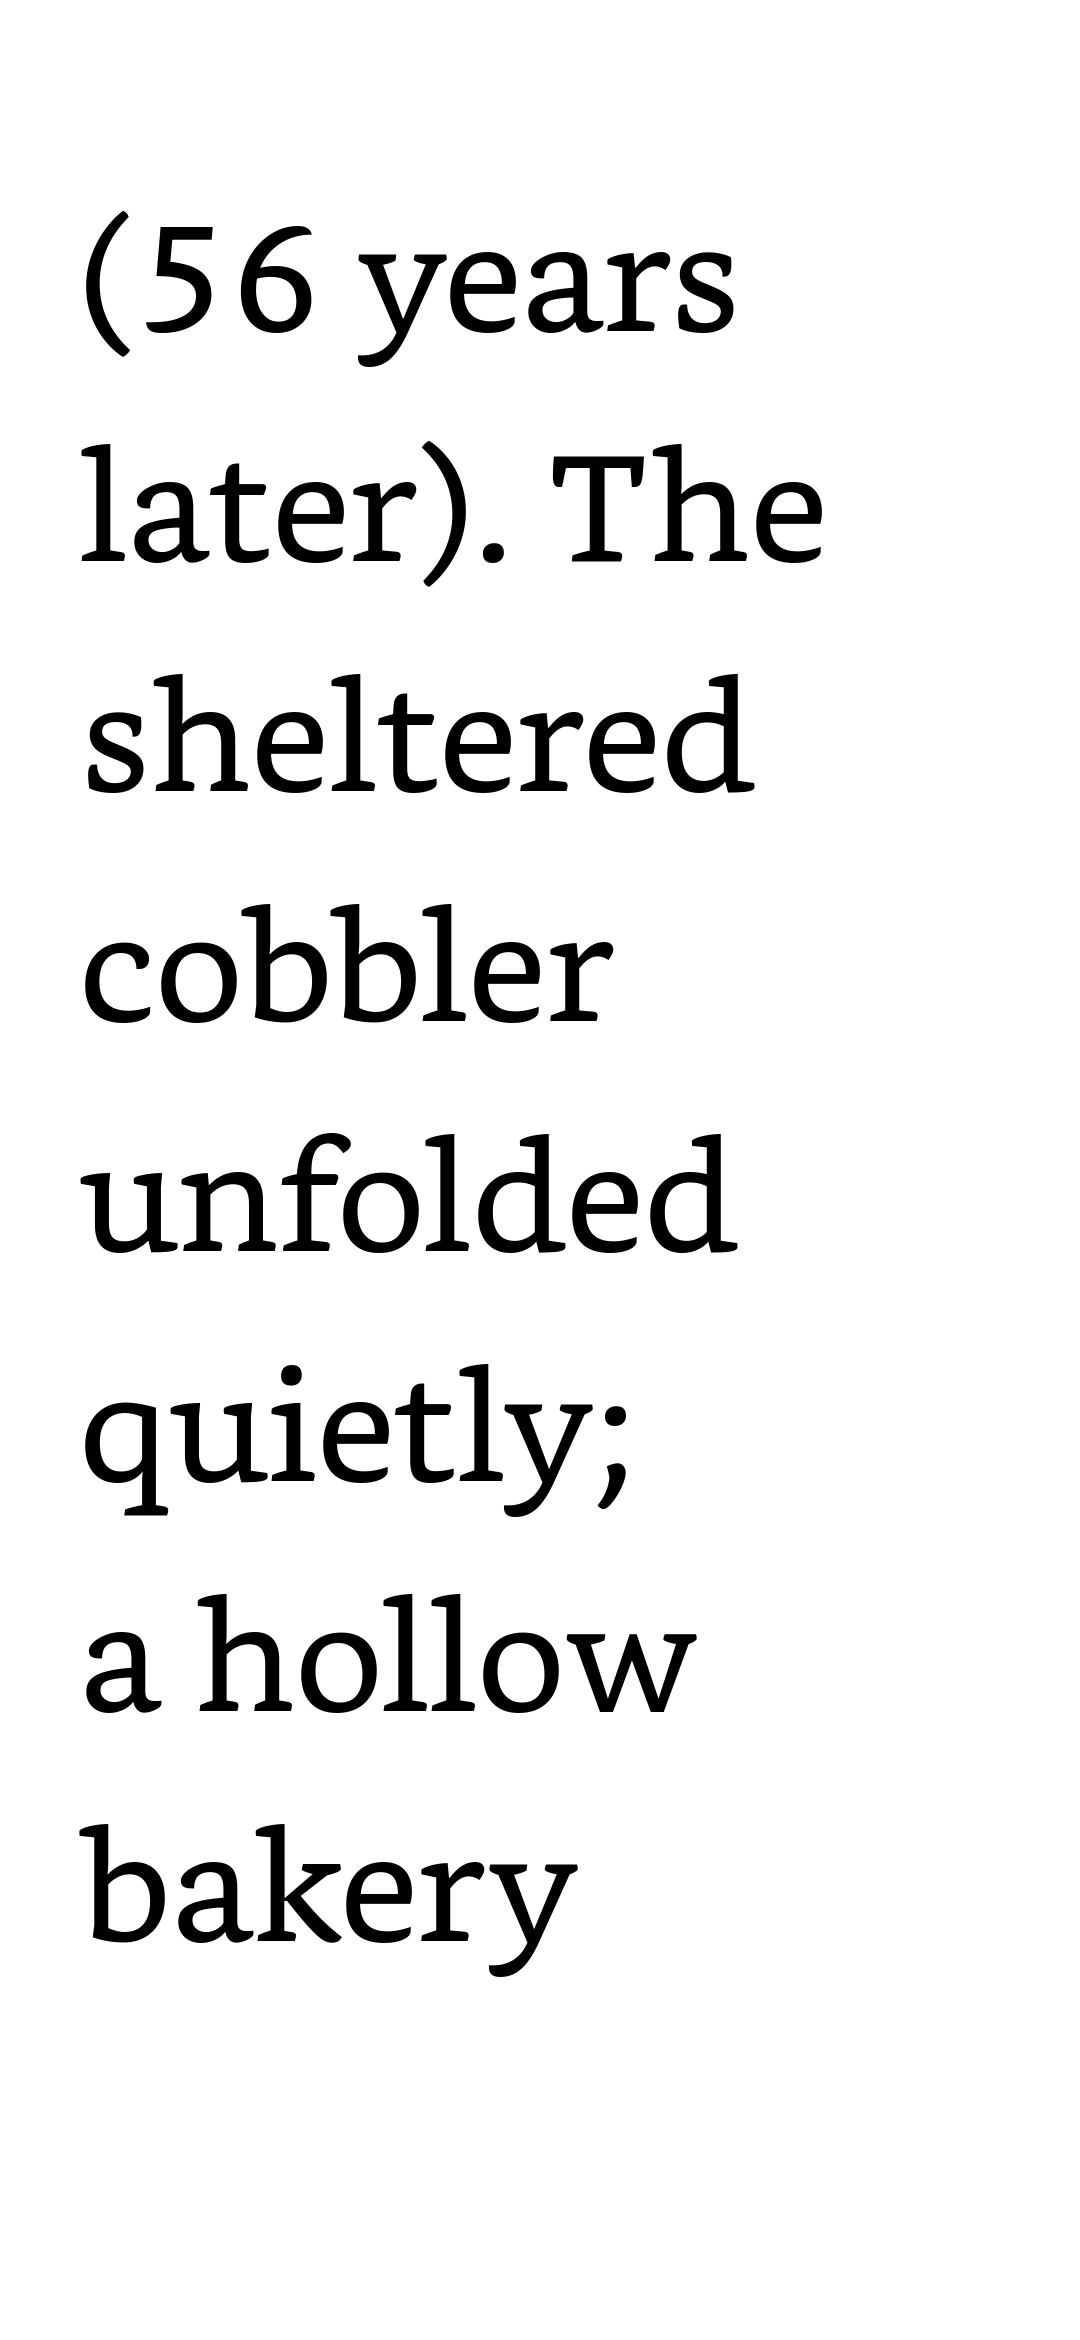 (56 years
later). The
sheltered
cobbler
unfolded
quietly;
a hollow
bakery